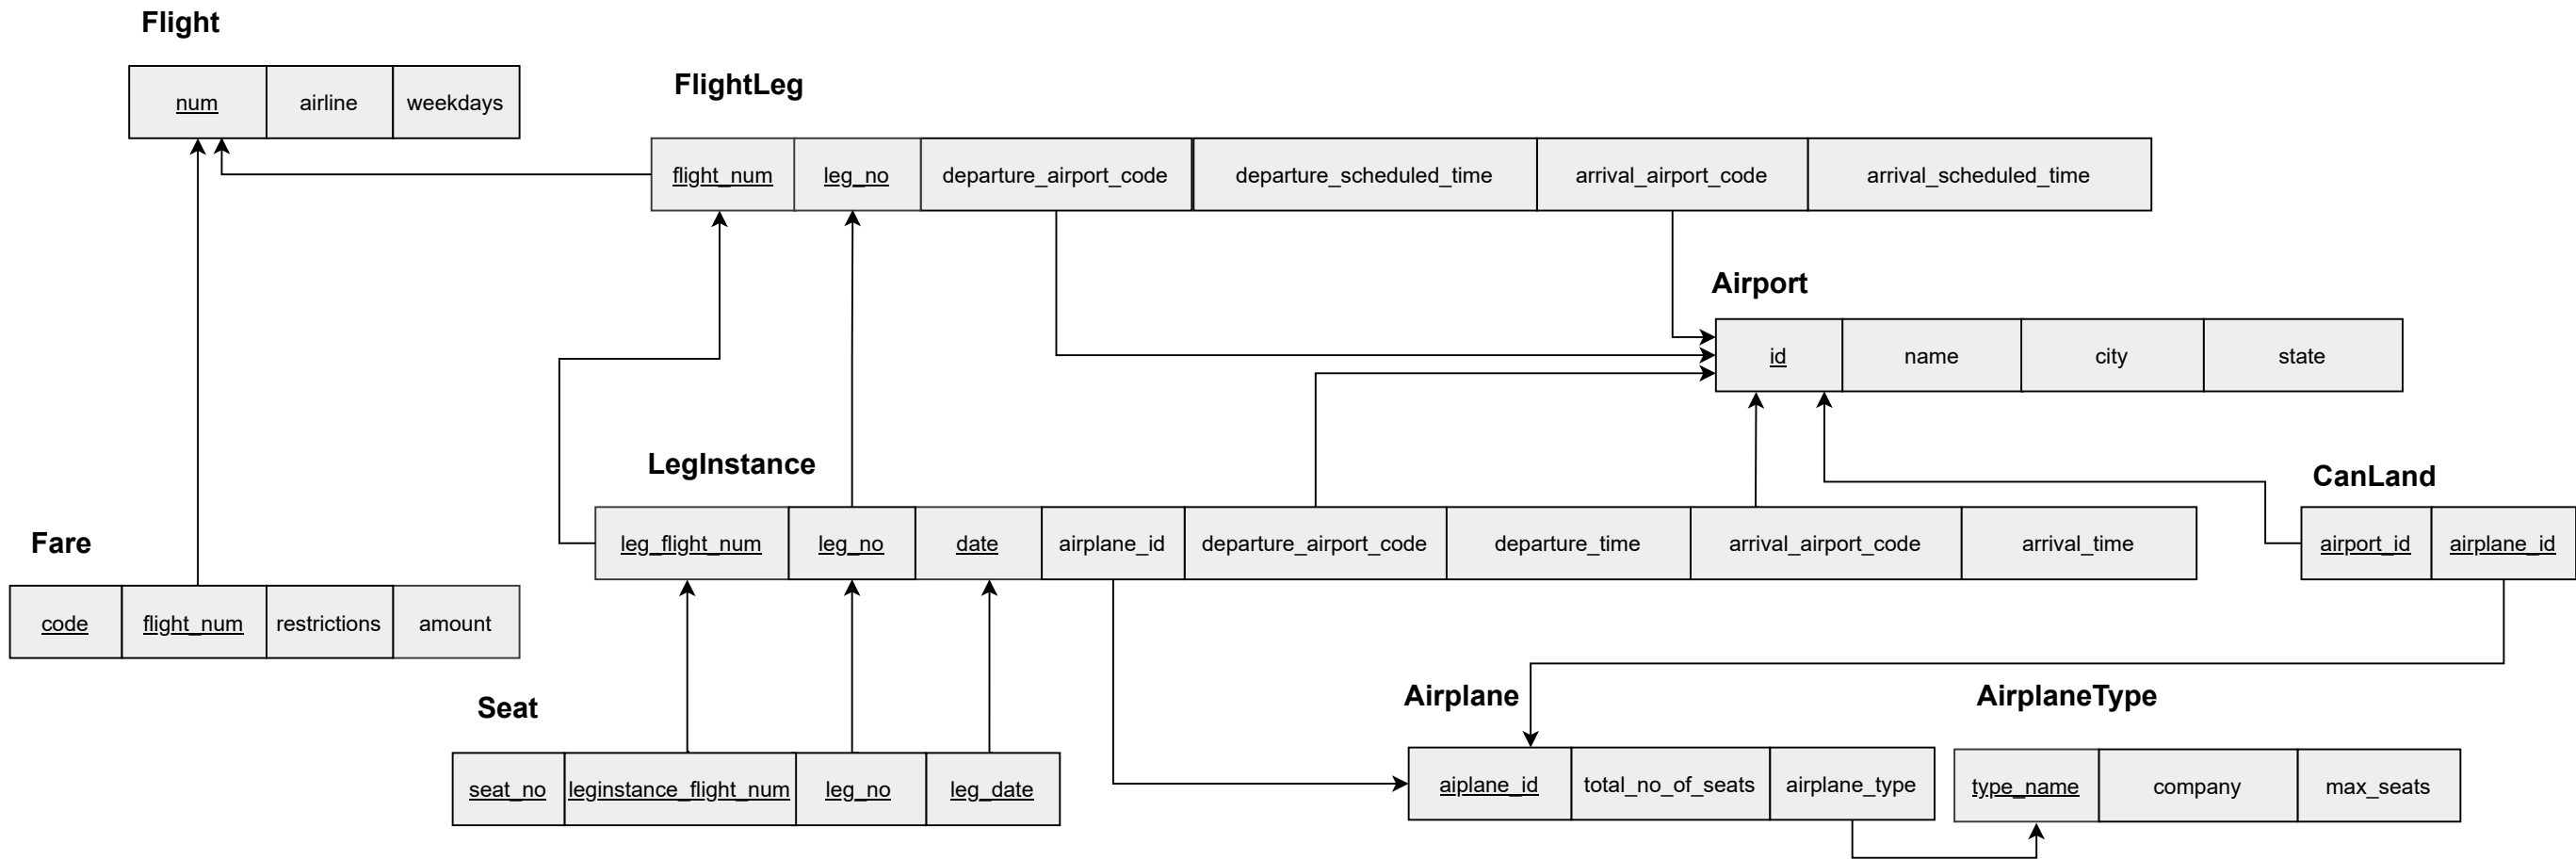 Flight
num airline weekdays
FlightLeg
flight_num leg_no departure_airport_code departure_scheduled_time arrival_airport_code arrival_scheduled_time
Airport
id name city state
LegInstance
leg_flight_num leg_no date airplane_id departure_airport_code departure_time arrival_airport_code arrival_time
CanLand
airport_id airplane_id
Fare
code flight_num restrictions amount
Seat
seat_no leginstance_flight_num leg_no leg_date
Airplane
aiplane_id total_no_of_seats airplane_type
AirplaneType
type_name company max_seats